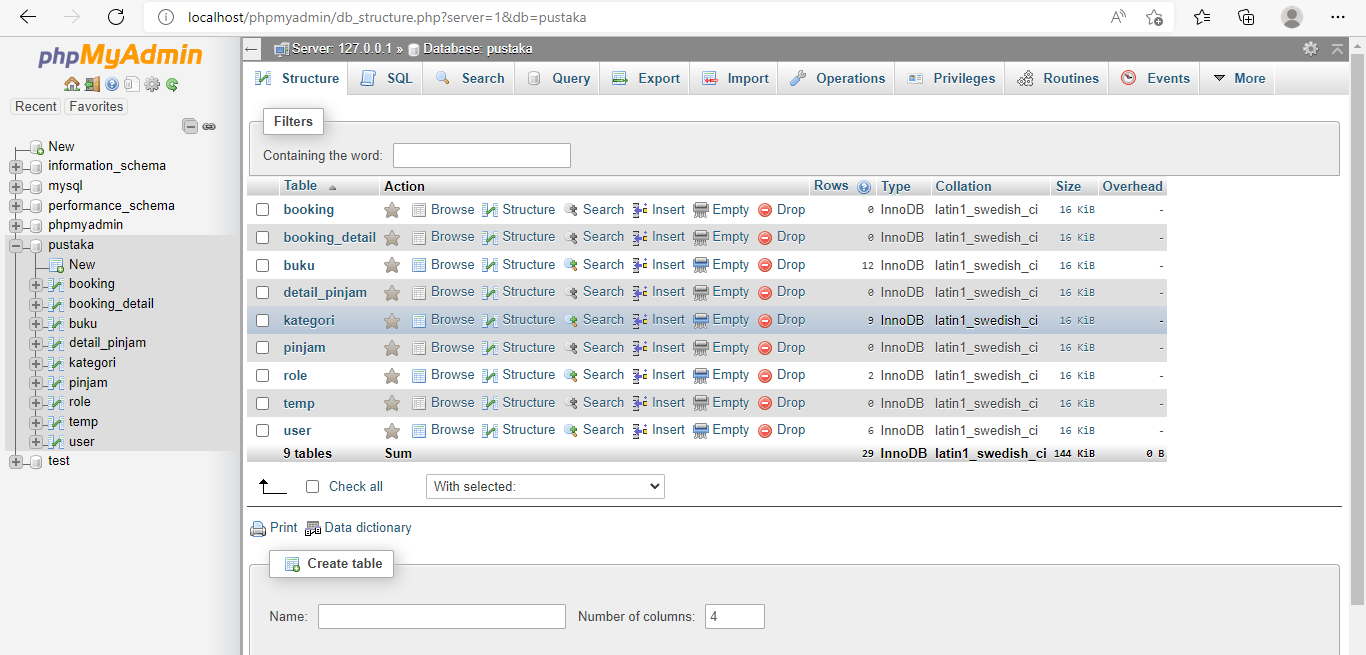 localhost/phpmyadmin/db_structure.php?server=1&db=pustaka
phpMyAdmin
Recent Favorites
New
information_schema
mysql
performance_schema
phpmyadmin
pustaka
New
booking
booking_detail
buku
detail_pinjam
kategori
pinjam
role
temp
user
test
Server: 127.0.0.1 » Database: pustaka
Structure SQL Search Query Export Import Operations Privileges Routines Events More
Filters
Containing the word:
Table Action Rows Type Collation Size Overhead
booking Browse Structure Search Insert Empty Drop 0 InnoDB latin1_swedish_ci 16 KiB -
booking_detail Browse Structure Search Insert Empty Drop 0 InnoDB latin1_swedish_ci 16 KiB -
buku Browse Structure Search Insert Empty Drop 12 InnoDB latin1_swedish_ci 16 KiB -
detail_pinjam Browse Structure Search Insert Empty Drop 0 InnoDB latin1_swedish_ci 16 KiB -
kategori Browse Structure Search Insert Empty Drop 9 InnoDB latin1_swedish_ci 16 KiB -
pinjam Browse Structure Search Insert Empty Drop 0 InnoDB latin1_swedish_ci 16 KiB -
role Browse Structure Search Insert Empty Drop 2 InnoDB latin1_swedish_ci 16 KiB -
temp Browse Structure Search Insert Empty Drop 0 InnoDB latin1_swedish_ci 16 KiB -
user Browse Structure Search Insert Empty Drop 6 InnoDB latin1_swedish_ci 16 KiB -
9 tables Sum 29 InnoDB latin1_swedish_ci 144 KiB 0 B
Check all With selected:
Print Data dictionary
Create table
Name: Number of columns: 4